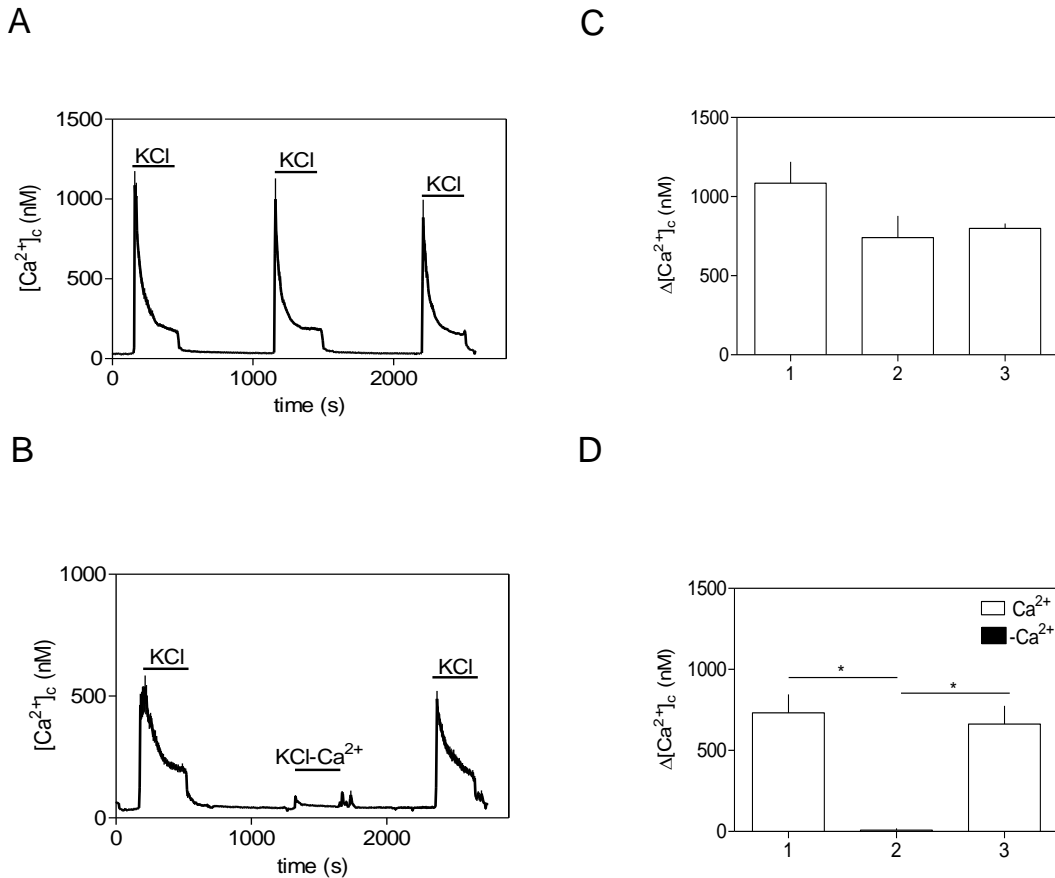 A
1500
1000
500
0
[Ca²⁺]c (nM)
KCl
KCl
KCl
0
1000
2000
time (s)
C
1500
1000
500
0
Δ[Ca²⁺]c (nM)
1
2
3
B
1000
500
0
[Ca²⁺]c (nM)
KCl
KCl-Ca²⁺
KCl
0
1000
2000
time (s)
D
1500
1000
500
0
Δ[Ca²⁺]c (nM)
Ca²⁺
-Ca²⁺
*
*
1
2
3